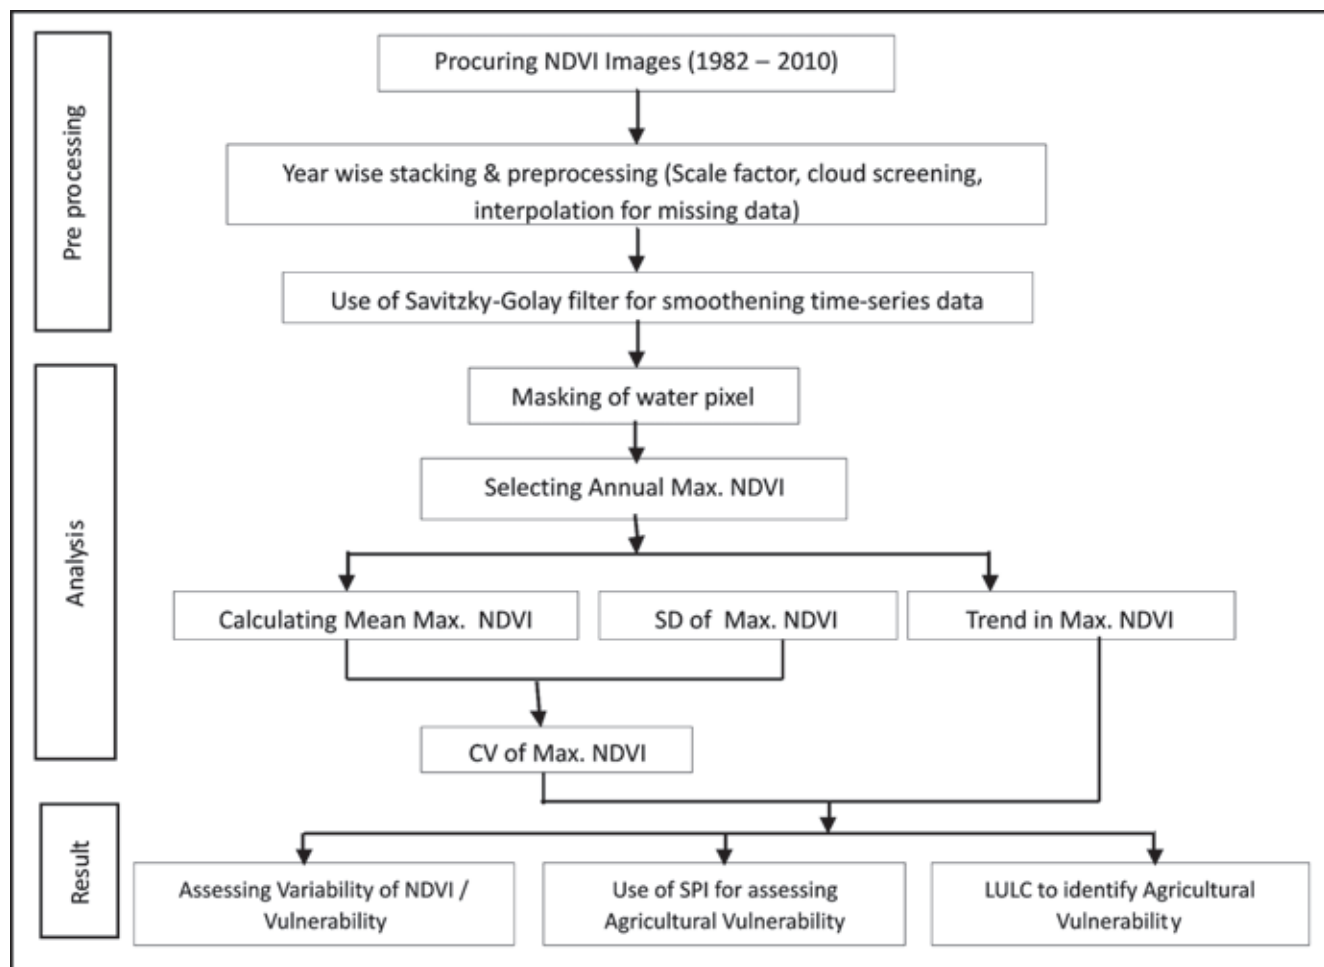 Pre processing
Procuring NDVI Images (1982 – 2010)
Year wise stacking & preprocessing (Scale factor, cloud screening,
interpolation for missing data)
Use of Savitzky-Golay filter for smoothening time-series data
Analysis
Masking of water pixel
Selecting Annual Max. NDVI
Calculating Mean Max. NDVI
SD of Max. NDVI
Trend in Max. NDVI
CV of Max. NDVI
Result
Assessing Variability of NDVI /
Vulnerability
Use of SPI for assessing
Agricultural Vulnerability
LULC to identify Agricultural
Vulnerability